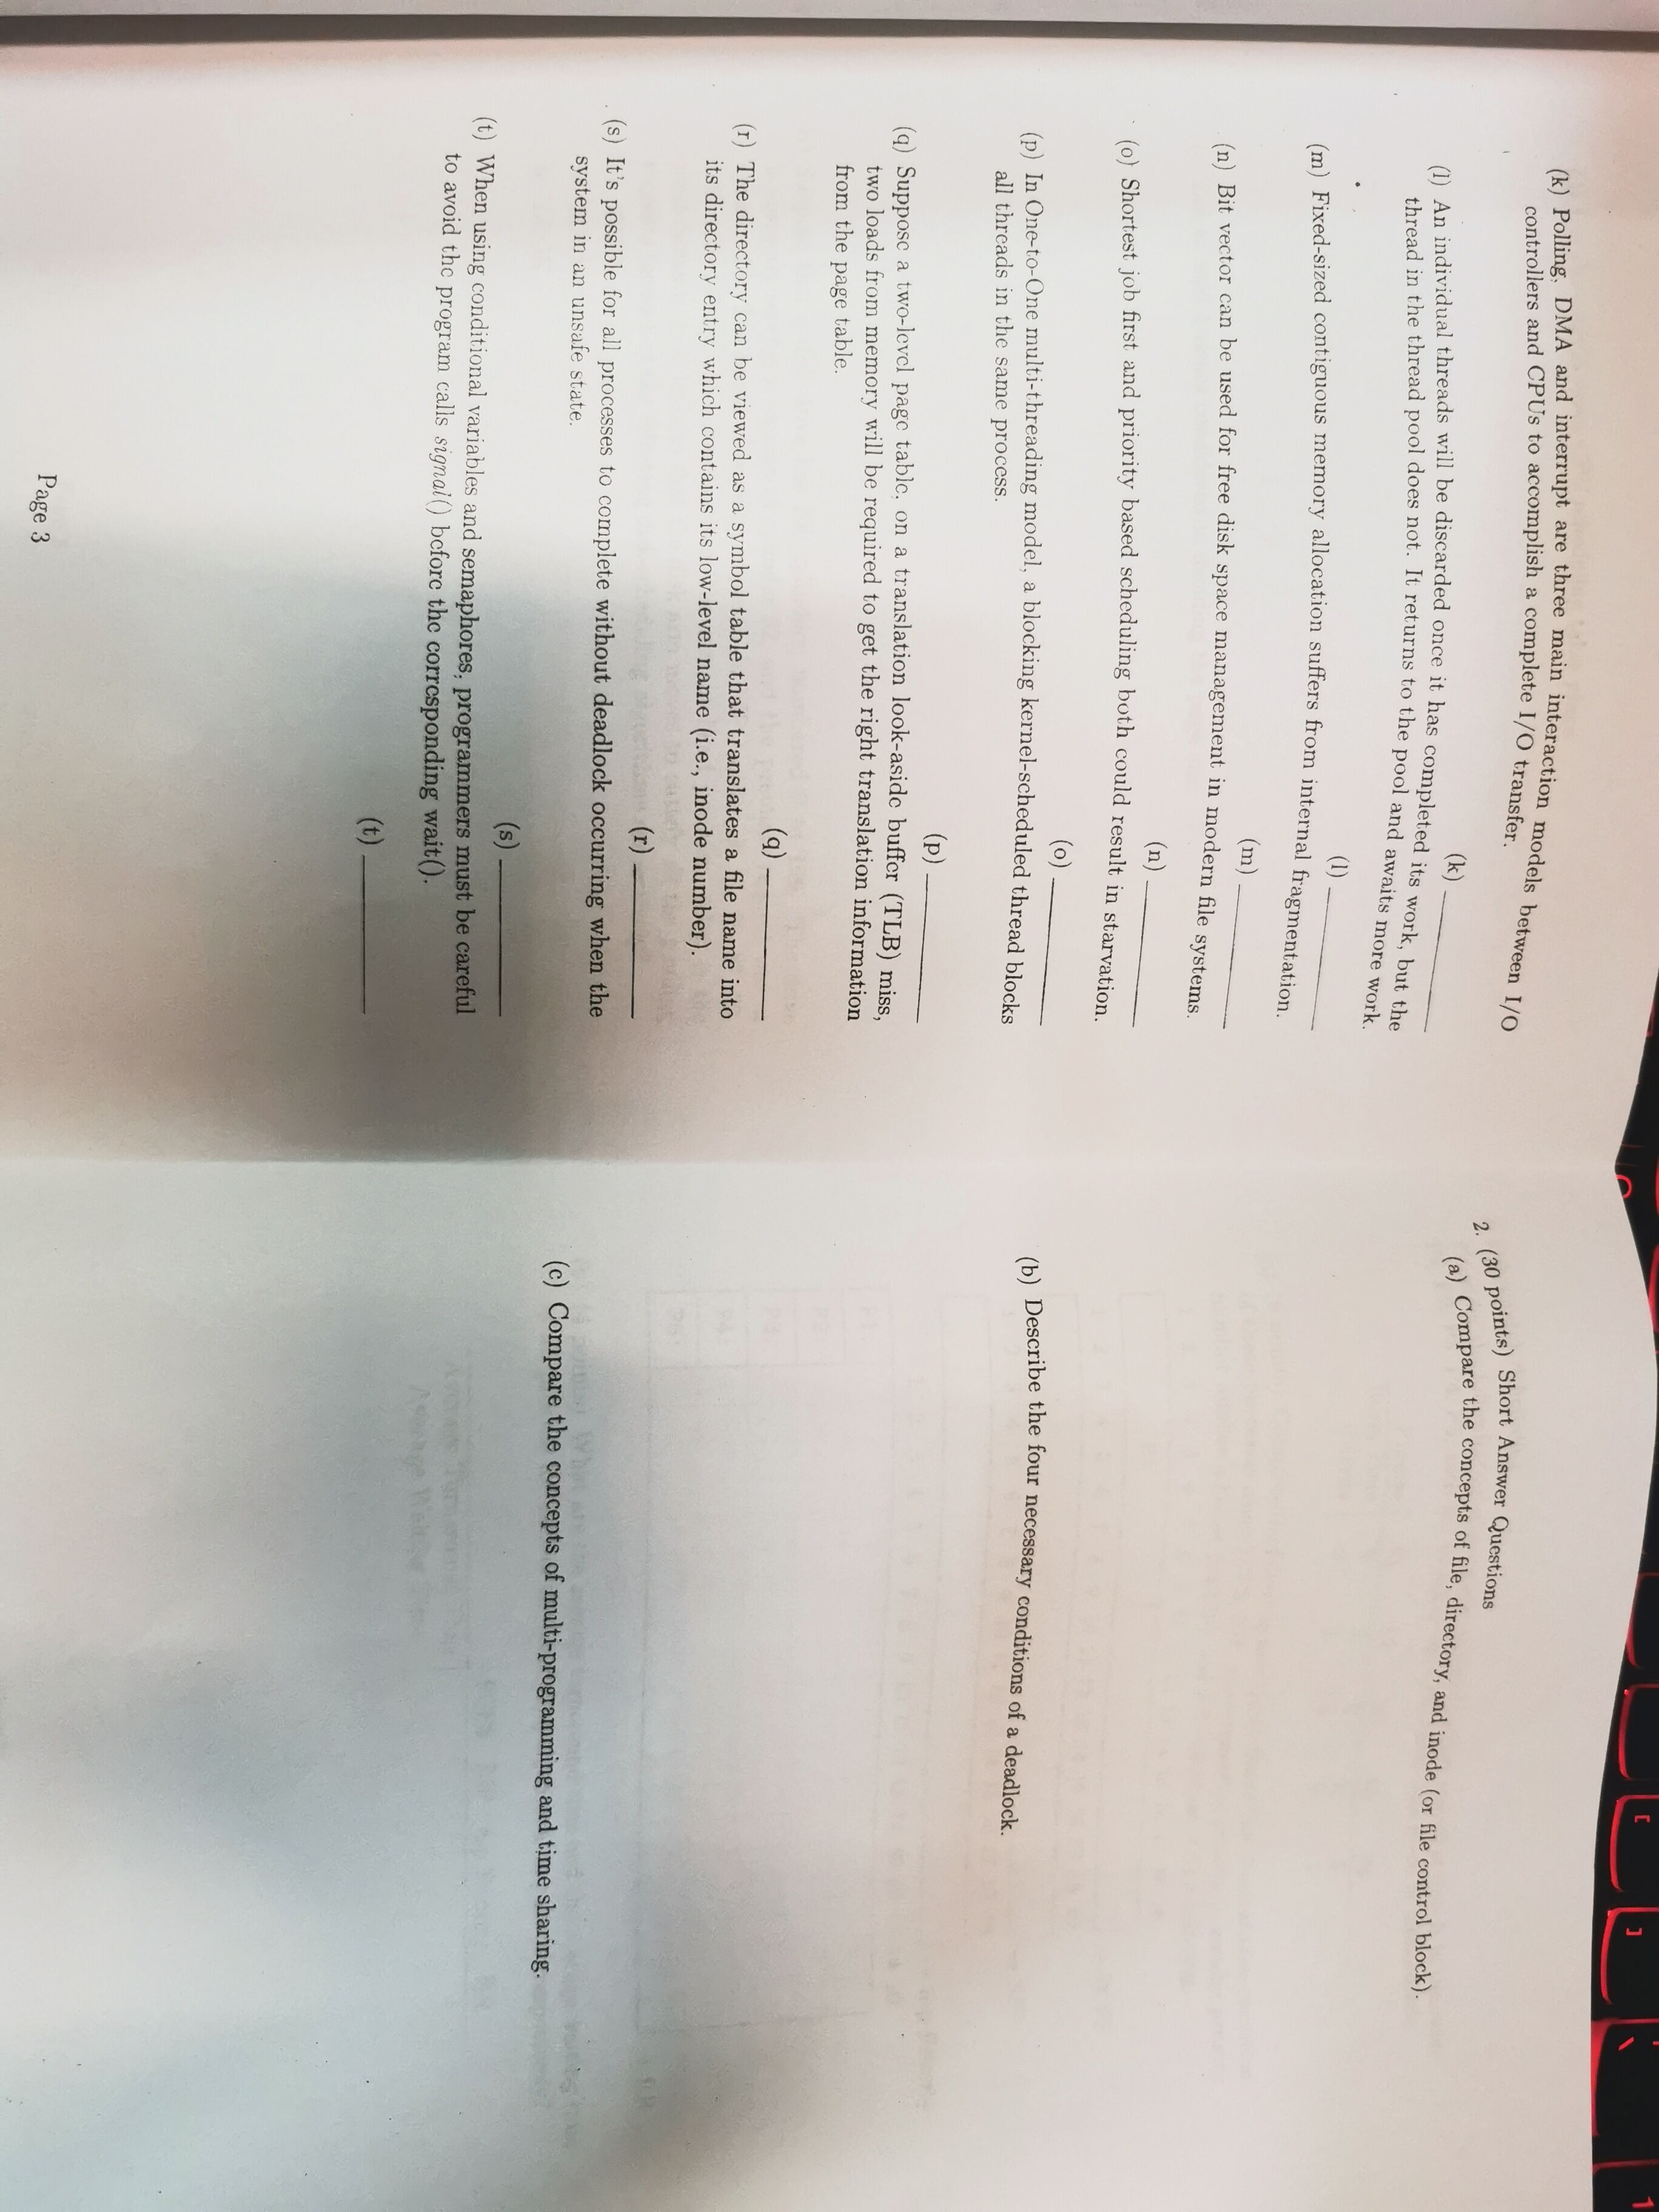 (k) Polling, DMA and interrupt are three main interaction models between I/O
controllers and CPUs to accomplish a complete I/O transfer.
(k)
(l) An individual threads will be discarded once it has completed its work, but the
thread in the thread pool does not. It returns to the pool and awaits more work.
(l)
(m) Fixed-sized contiguous memory allocation suffers from internal fragmentation.
(m)
(n) Bit vector can be used for free disk space management in modern file systems.
(n)
(o) Shortest job first and priority based scheduling both could result in starvation.
(o)
(p) In One-to-One multi-threading model, a blocking kernel-scheduled thread blocks
all threads in the same process.
(p)
(q) Suppose a two-level page table, on a translation look-aside buffer (TLB) miss,
two loads from memory will be required to get the right translation information
from the page table.
(q)
(r) The directory can be viewed as a symbol table that translates a file name into
its directory entry which contains its low-level name (i.e., inode number).
(r)
(s) It's possible for all processes to complete without deadlock occurring when the
system in an unsafe state.
(s)
(t) When using conditional variables and semaphores, programmers must be careful
to avoid the program calls signal() before the corresponding wait().
(t)
Page 3
2. (30 points) Short Answer Questions
(a) Compare the concepts of file, directory, and inode (or file control block).
(b) Describe the four necessary conditions of a deadlock.
(c) Compare the concepts of multi-programming and time sharing.
[
]
\
1